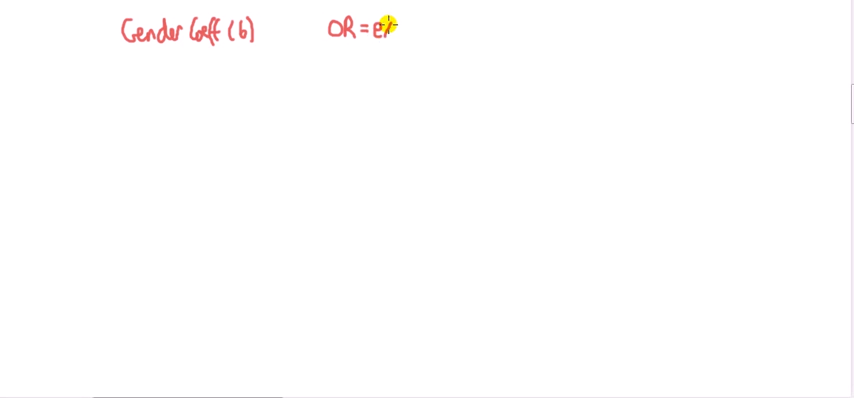 Gender Coeff (b) OR = e